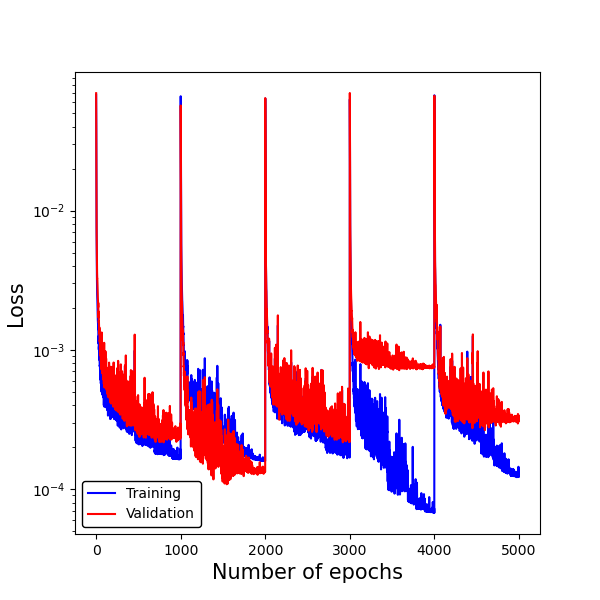 Loss
10⁻²
10⁻³
10⁻⁴
Training
Validation
0 1000 2000 3000 4000 5000
Number of epochs